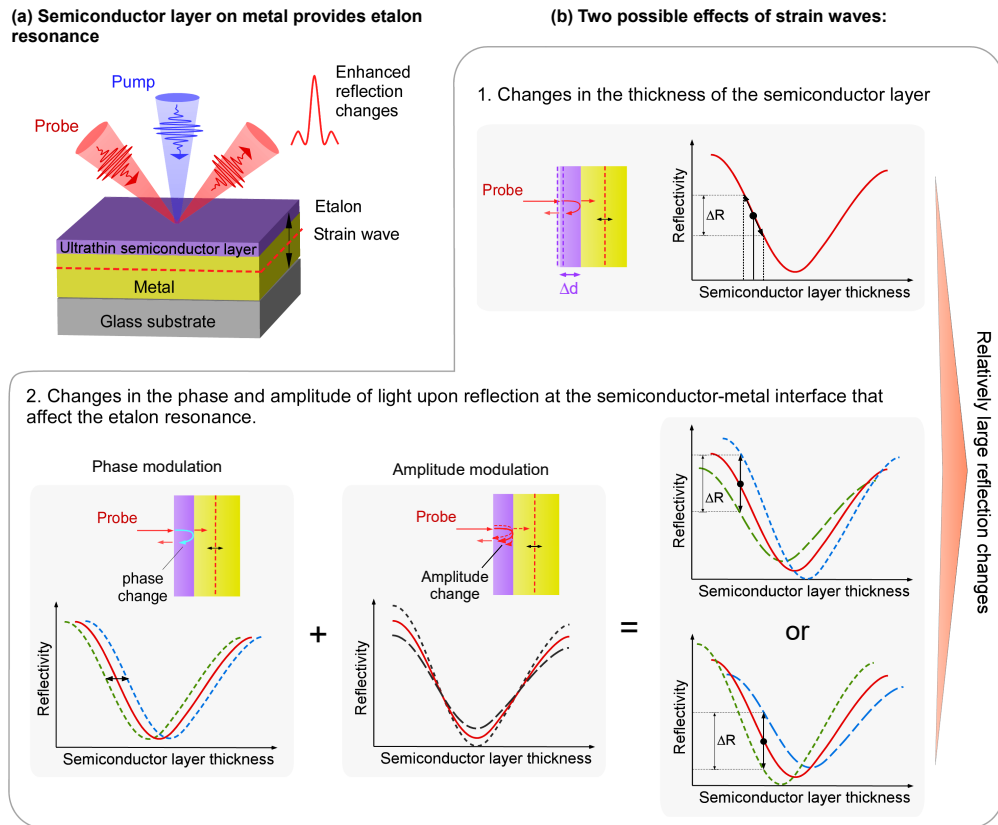 (a) Semiconductor layer on metal provides etalon
resonance
Pump
Probe
Enhanced
reflection
changes
Etalon
Strain wave
Ultrathin semiconductor layer
Metal
Glass substrate
(b) Two possible effects of strain waves:
1. Changes in the thickness of the semiconductor layer
Probe
Δd
Reflectivity
ΔR
Semiconductor layer thickness
2. Changes in the phase and amplitude of light upon reflection at the semiconductor-metal interface that
affect the etalon resonance.
Phase modulation
Probe
phase
change
Reflectivity
Semiconductor layer thickness
+
Amplitude modulation
Probe
Amplitude
change
Reflectivity
Semiconductor layer thickness
=
Reflectivity
ΔR
Semiconductor layer thickness
or
Reflectivity
ΔR
Semiconductor layer thickness
Relatively large reflection changes